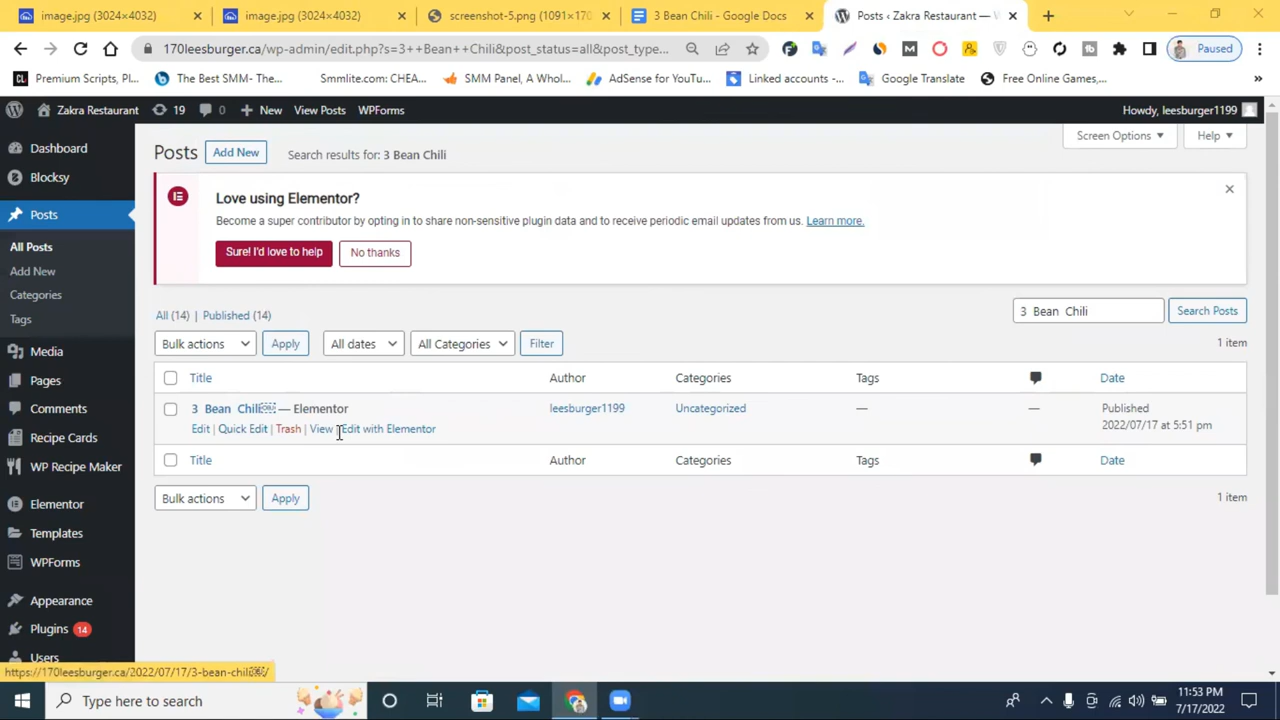 image.jpg (3024×4032)
image.jpg (3024×4032)
screenshot-5.png (1091×170
3 Bean Chili - Google Docs
Posts ‹ Zakra Restaurant —
170leesburger.ca/wp-admin/edit.php?s=3++Bean++Chili&post_status=all&post_type...
Paused
Premium Scripts, Pl...
The Best SMM- The...
Smmlite.com: CHEA...
SMM Panel, A Whol...
AdSense for YouTu...
Linked accounts -...
Google Translate
Free Online Games,...
Zakra Restaurant
19
0
New
View Posts
WPForms
Howdy, leesburger1199
Dashboard
Blocksy
Posts
All Posts
Add New
Categories
Tags
Media
Pages
Comments
Recipe Cards
WP Recipe Maker
Elementor
Templates
WPForms
Appearance
Plugins 14
Users
Posts
Add New
Search results for: 3 Bean Chili
Screen Options
Help
Love using Elementor?
Become a super contributor by opting in to share non-sensitive plugin data and to receive periodic email updates from us. Learn more.
Sure! I'd love to help
No thanks
All (14) | Published (14)
3 Bean Chili
Search Posts
Bulk actions
Apply
All dates
All Categories
Filter
1 item
Title Author Categories Tags Date
3 Bean Chili — Elementor
leesburger1199
Uncategorized
—
—
Published
2022/07/17 at 5:51 pm
Edit | Quick Edit | Trash | View Edit with Elementor
Title Author Categories Tags Date
Bulk actions
Apply
1 item
https://170leesburger.ca/2022/07/17/3-bean-chili
Type here to search
11:53 PM
7/17/2022